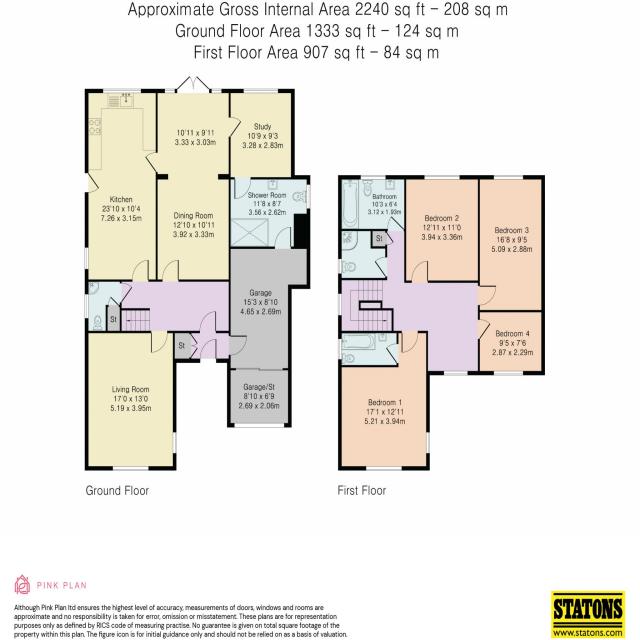 Approximate Gross Internal Area 2240 sq ft – 208 sq m
Ground Floor Area 1333 sq ft – 124 sq m
First Floor Area 907 sq ft – 84 sq m
10'11 x 9'11
3.33 x 3.03m
Study
10'9 x 9'3
3.28 x 2.83m
Kitchen
23'10 x 10'4
7.26 x 3.15m
Dining Room
12'10 x 10'11
3.92 x 3.33m
Shower Room
11'8 x 8'7
3.56 x 2.62m
Garage
15'3 x 8'10
4.65 x 2.69m
St
St
Living Room
17'0 x 13'0
5.19 x 3.95m
Garage/St
8'10 x 6'9
2.69 x 2.06m
Ground Floor
Bathroom
10'3 x 6'4
3.12 x 1.93m
St
Bedroom 2
12'11 x 11'0
3.94 x 3.36m
Bedroom 3
16'8 x 9'5
5.09 x 2.88m
Bedroom 4
9'5 x 7'6
2.87 x 2.29m
Bedroom 1
17'1 x 12'11
5.21 x 3.94m
First Floor
PINK PLAN
Although Pink Plan ltd ensures the highest level of accuracy, measurements of doors, windows and rooms are
approximate and no responsibility is taken for error, omission or misstatement. These plans are for representation
purposes only as defined by RICS code of measuring practise. No guarantee is given on total square footage of the
property within this plan. The figure icon is for initial guidance only and should not be relied on as a basis of valuation.
STATONS
www.statons.com